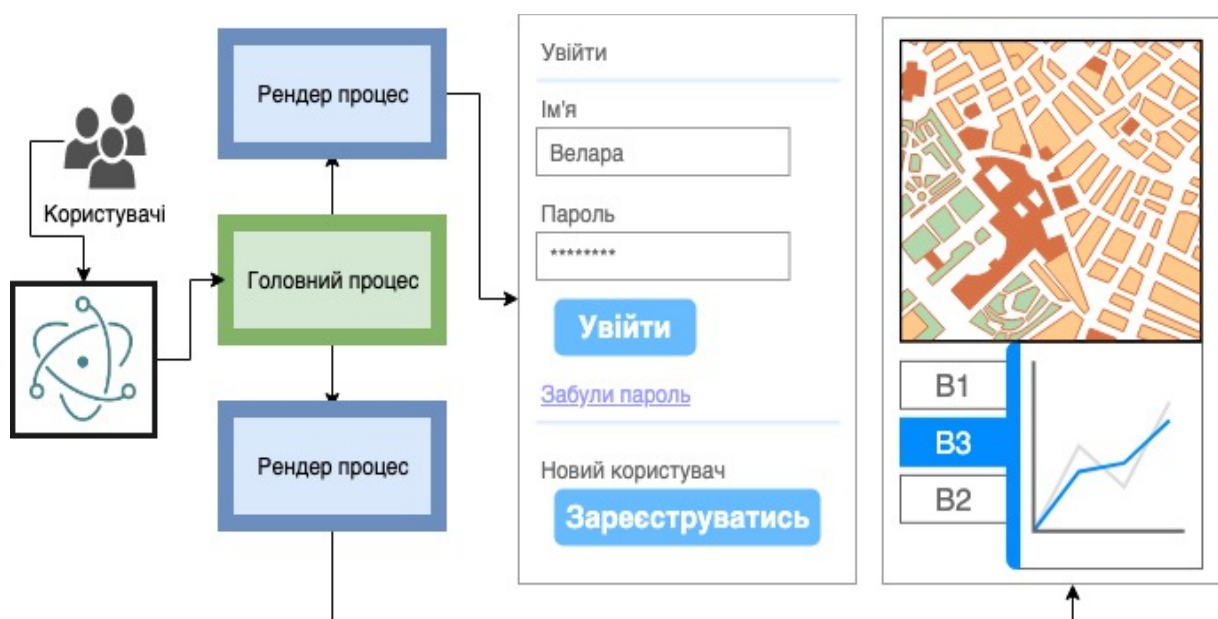 Користувачі
Рендер процес
Головний процес
Рендер процес
Увійти
Ім'я
Велара
Пароль
********
Увійти
Забули пароль
Новий користувач
Зареєструватись
B1
B3
B2